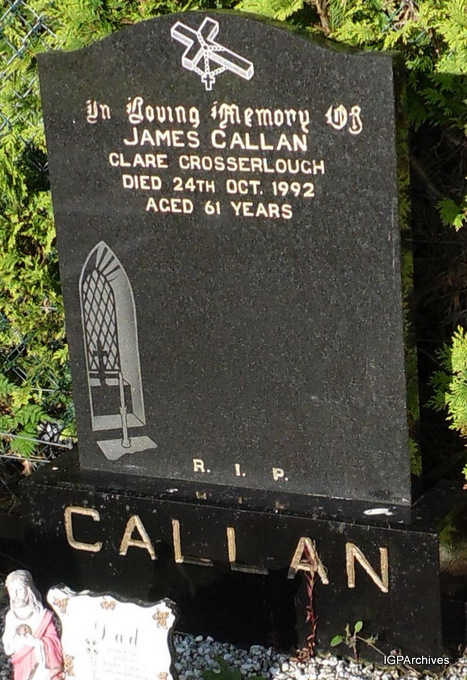 In Loving Memory Of
JAMES CALLAN
CLARE CROSSERLOUGH
DIED 24TH OCT. 1992
AGED 61 YEARS
R. I. P.
CALLAN
Dad
IGPArchives